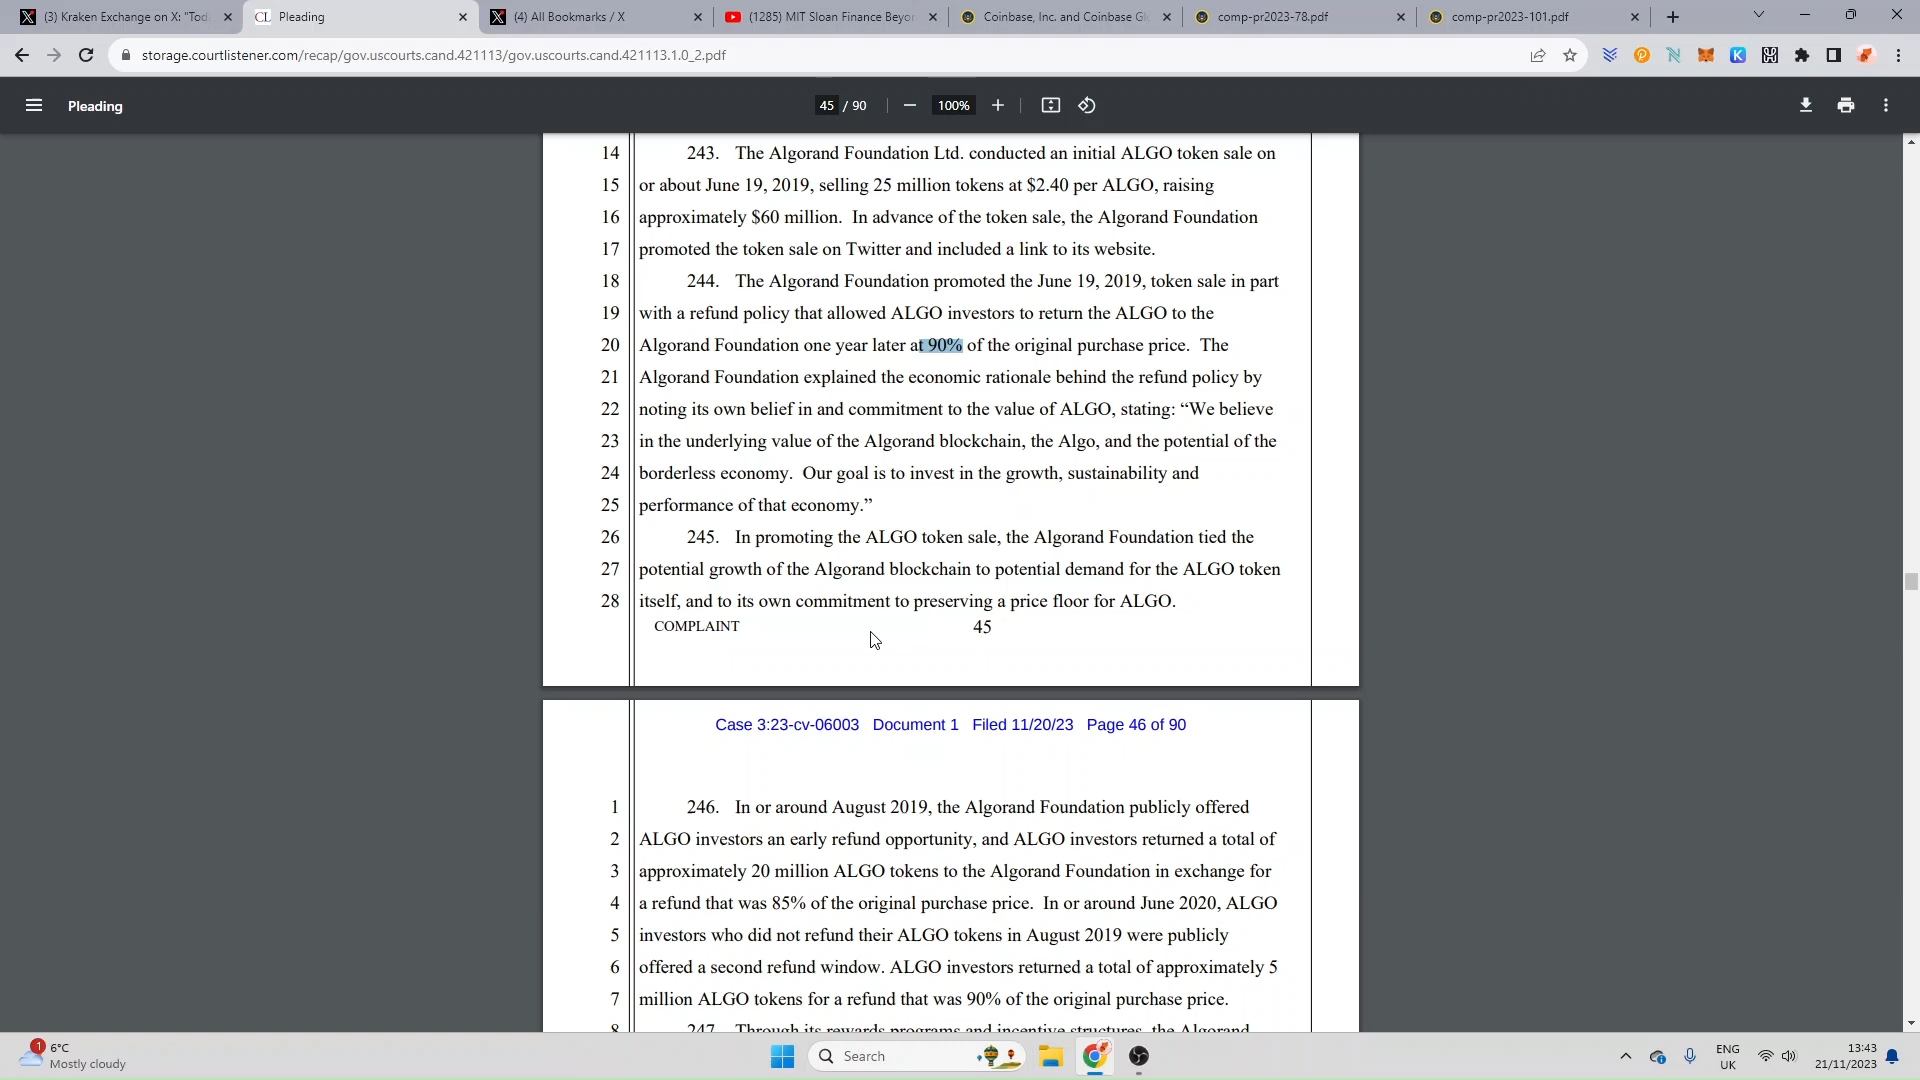 (3) Kraken Exchange on X: "Tod
Pleading
(4) All Bookmarks / X
(1285) MIT Sloan Finance Beyon
Coinbase, Inc. and Coinbase Gl
comp-pr2023-78.pdf
comp-pr2023-101.pdf
storage.courtlistener.com/recap/gov.uscourts.cand.421113/gov.uscourts.cand.421113.1.0_2.pdf
Pleading
45 / 90
100%
14 243. The Algorand Foundation Ltd. conducted an initial ALGO token sale on
15 or about June 19, 2019, selling 25 million tokens at $2.40 per ALGO, raising
16 approximately $60 million. In advance of the token sale, the Algorand Foundation
17 promoted the token sale on Twitter and included a link to its website.
18 244. The Algorand Foundation promoted the June 19, 2019, token sale in part
19 with a refund policy that allowed ALGO investors to return the ALGO to the
20 Algorand Foundation one year later at 90% of the original purchase price. The
21 Algorand Foundation explained the economic rationale behind the refund policy by
22 noting its own belief in and commitment to the value of ALGO, stating: “We believe
23 in the underlying value of the Algorand blockchain, the Algo, and the potential of the
24 borderless economy. Our goal is to invest in the growth, sustainability and
25 performance of that economy.”
26 245. In promoting the ALGO token sale, the Algorand Foundation tied the
27 potential growth of the Algorand blockchain to potential demand for the ALGO token
28 itself, and to its own commitment to preserving a price floor for ALGO.
COMPLAINT 45
Case 3:23-cv-06003 Document 1 Filed 11/20/23 Page 46 of 90
1 246. In or around August 2019, the Algorand Foundation publicly offered
2 ALGO investors an early refund opportunity, and ALGO investors returned a total of
3 approximately 20 million ALGO tokens to the Algorand Foundation in exchange for
4 a refund that was 85% of the original purchase price. In or around June 2020, ALGO
5 investors who did not refund their ALGO tokens in August 2019 were publicly
6 offered a second refund window. ALGO investors returned a total of approximately 5
7 million ALGO tokens for a refund that was 90% of the original purchase price.
8 247. Through its rewards programs and incentive structures, the Algorand
1
6°C
Mostly cloudy
Search
ENG
UK
13:43
21/11/2023